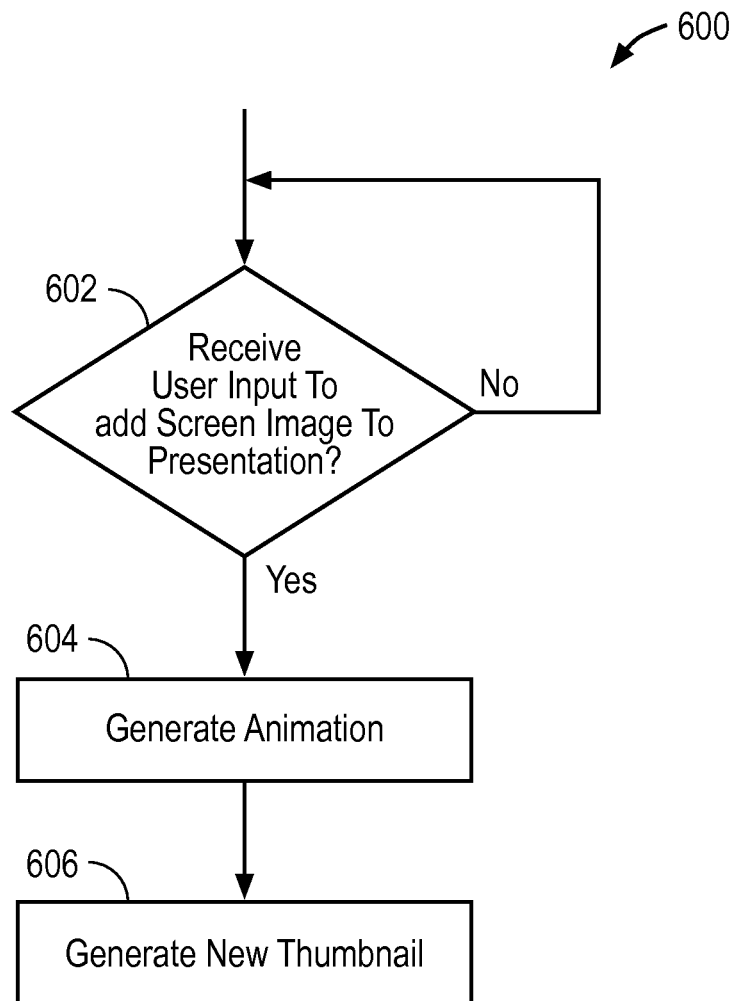 600
602
Receive
User Input To
add Screen Image To
Presentation?
No
Yes
604
Generate Animation
606
Generate New Thumbnail